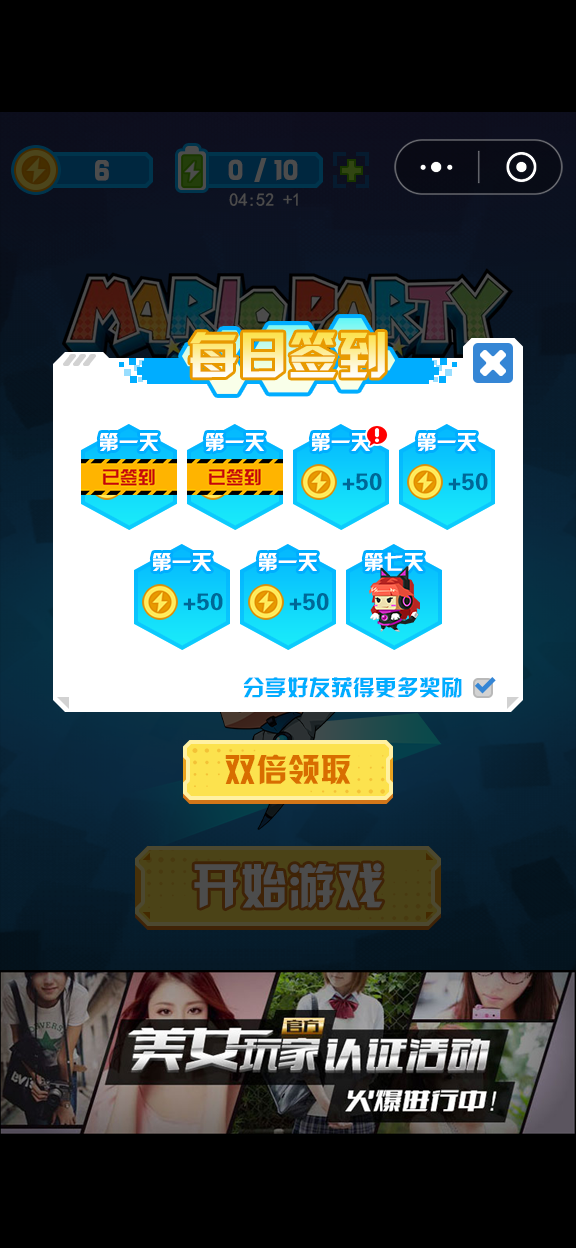 6
0 / 10
04:52 +1
MARIO PARTY
每日签到
第一天
已签到
第一天
已签到
第一天
+50
第一天
+50
第一天
+50
第一天
+50
第七天
分享好友获得更多奖励
双倍领取
开始游戏
官方
美女玩家认证活动
火爆进行中!